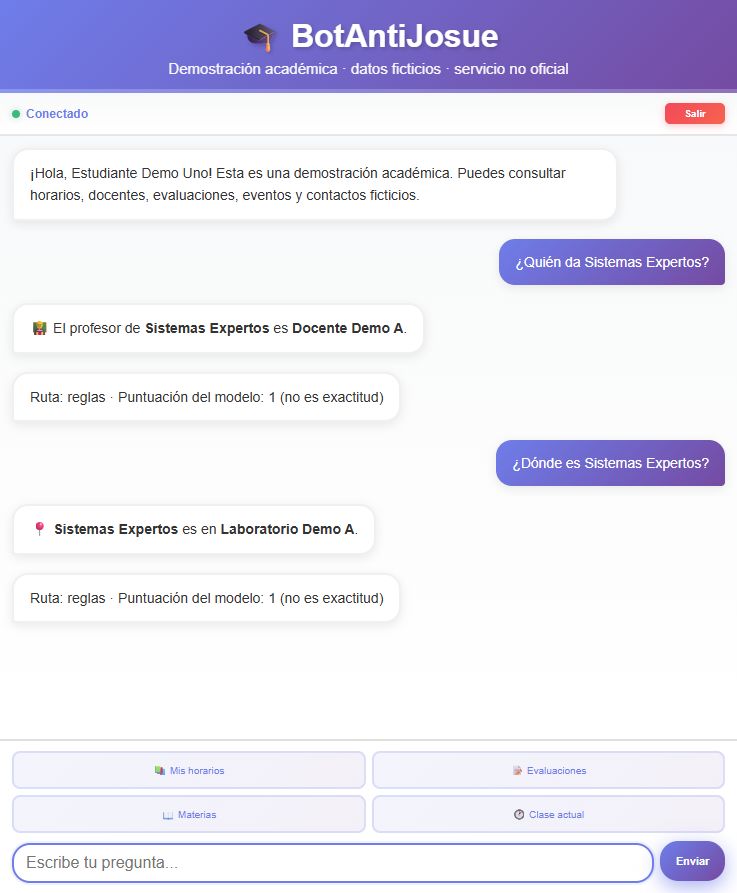 BotAntiJosue
Demostración académica · datos ficticios · servicio no oficial
Conectado
Salir
¡Hola, Estudiante Demo Uno! Esta es una demostración académica. Puedes consultar
horarios, docentes, evaluaciones, eventos y contactos ficticios.
¿Quién da Sistemas Expertos?
El profesor de Sistemas Expertos es Docente Demo A.
Ruta: reglas · Puntuación del modelo: 1 (no es exactitud)
¿Dónde es Sistemas Expertos?
Sistemas Expertos es en Laboratorio Demo A.
Ruta: reglas · Puntuación del modelo: 1 (no es exactitud)
Mis horarios
Evaluaciones
Materias
Clase actual
Escribe tu pregunta...
Enviar